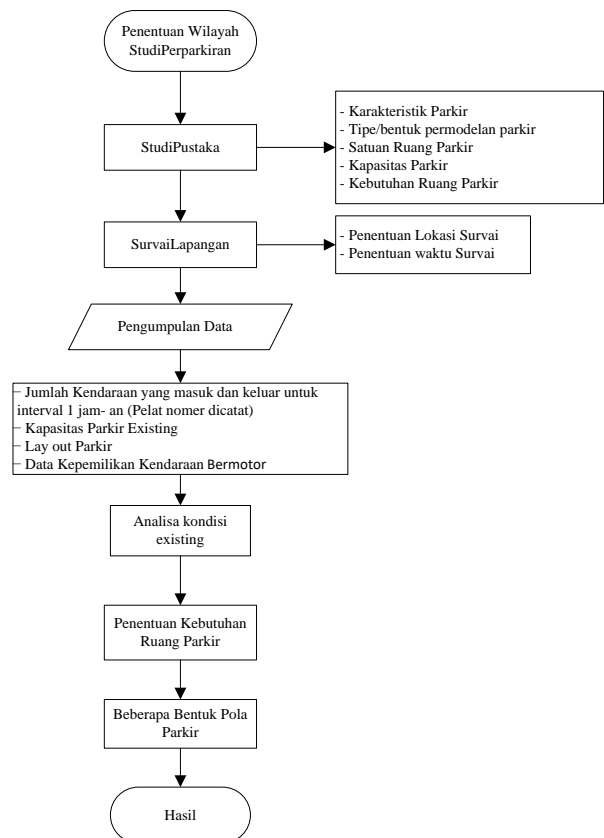 Penentuan Wilayah
StudiPerparkiran
StudiPustaka
- Karakteristik Parkir
- Tipe/bentuk permodelan parkir
- Satuan Ruang Parkir
- Kapasitas Parkir
- Kebutuhan Ruang Parkir
SurvaiLapangan
- Penentuan Lokasi Survai
- Penentuan waktu Survai
Pengumpulan Data
– Jumlah Kendaraan yang masuk dan keluar untuk
interval 1 jam- an (Pelat nomer dicatat)
– Kapasitas Parkir Existing
– Lay out Parkir
– Data Kepemilikan Kendaraan Bermotor
Analisa kondisi
existing
Penentuan Kebutuhan
Ruang Parkir
Beberapa Bentuk Pola
Parkir
Hasil